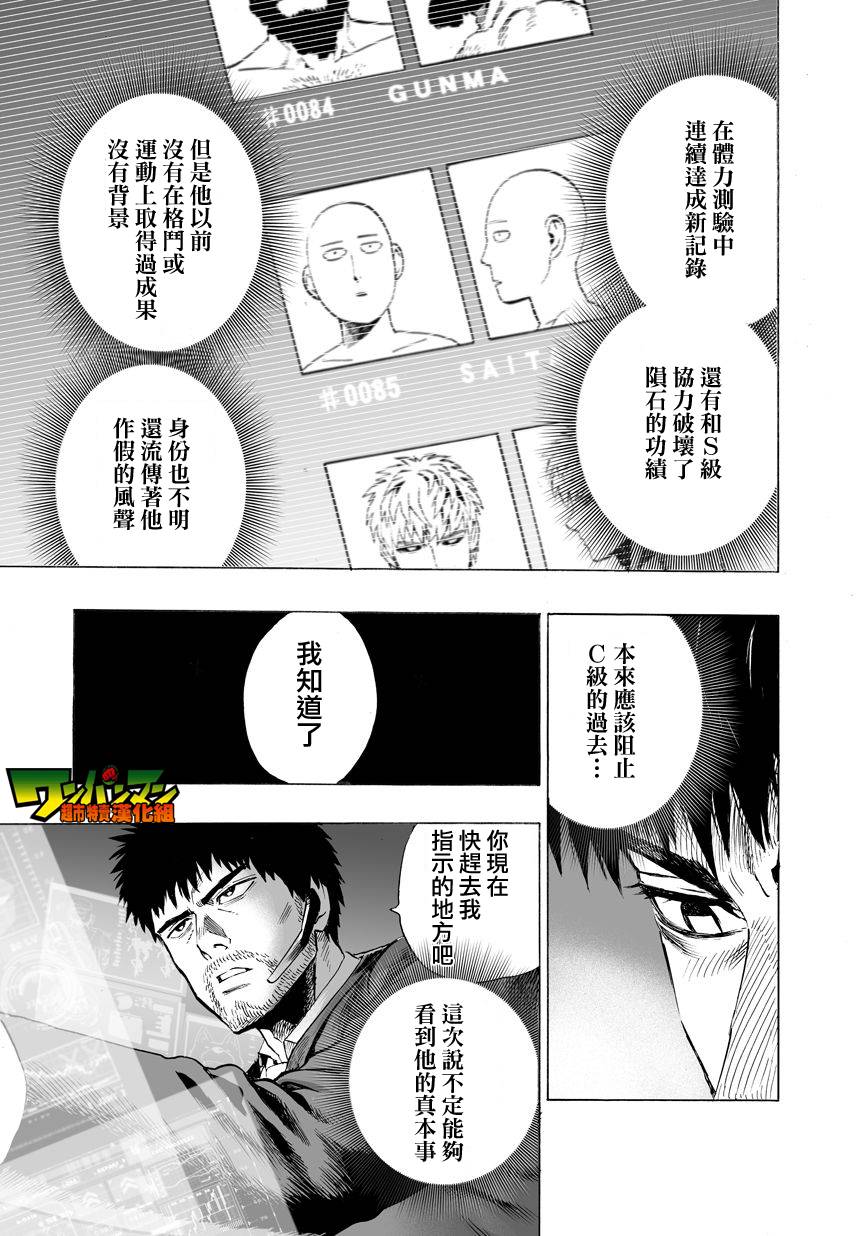 #0084 GUNMA
在體力測驗中
連續達成新記錄
還有和S級
協力破壞了
隕石的功績
但是他以前
沒有在格鬥或
運動上取得過成果
沒有背景
#0085 SAITA
身份也不明
還流傳著他
作假的風聲
本來應該阻止
C級的過去…
我知道了
ワンパンマン
超市特賣漢化組
你現在
快趕去我
指示的地方吧
這次說不定能夠
看到他的真本事